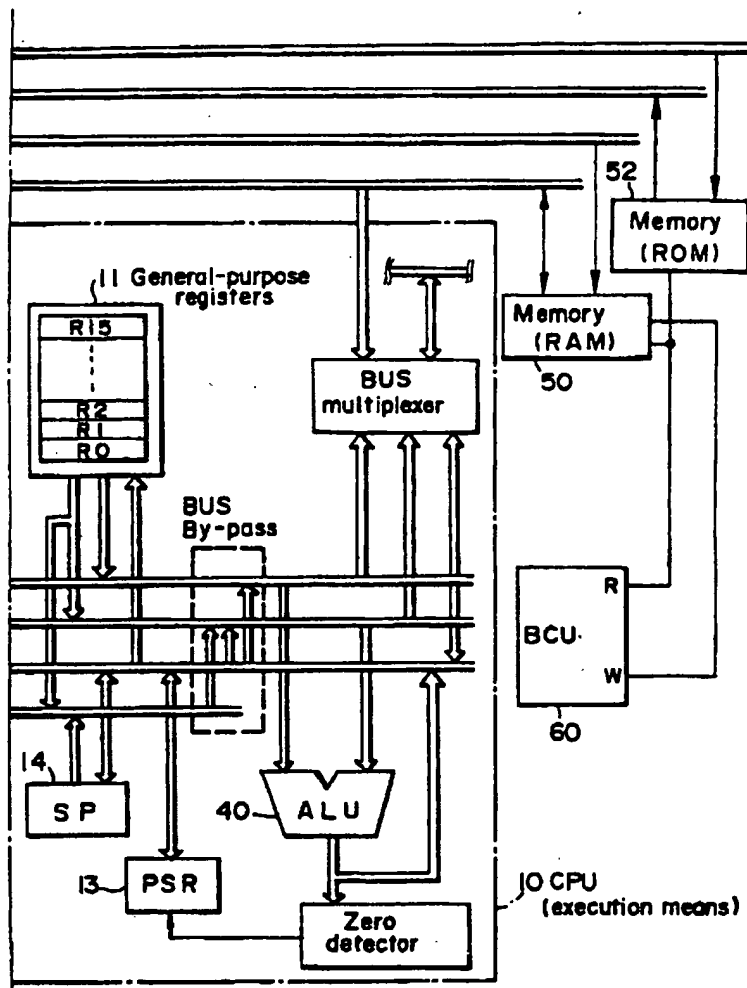 52
Memory
(ROM)
11 General-purpose
registers
R15
R2
R1
R0
Memory
(RAM)
50
BUS
multiplexer
BUS
By-pass
R
BCU
W
60
14
SP
40
ALU
13
PSR
10 CPU
(execution means)
Zero
detector